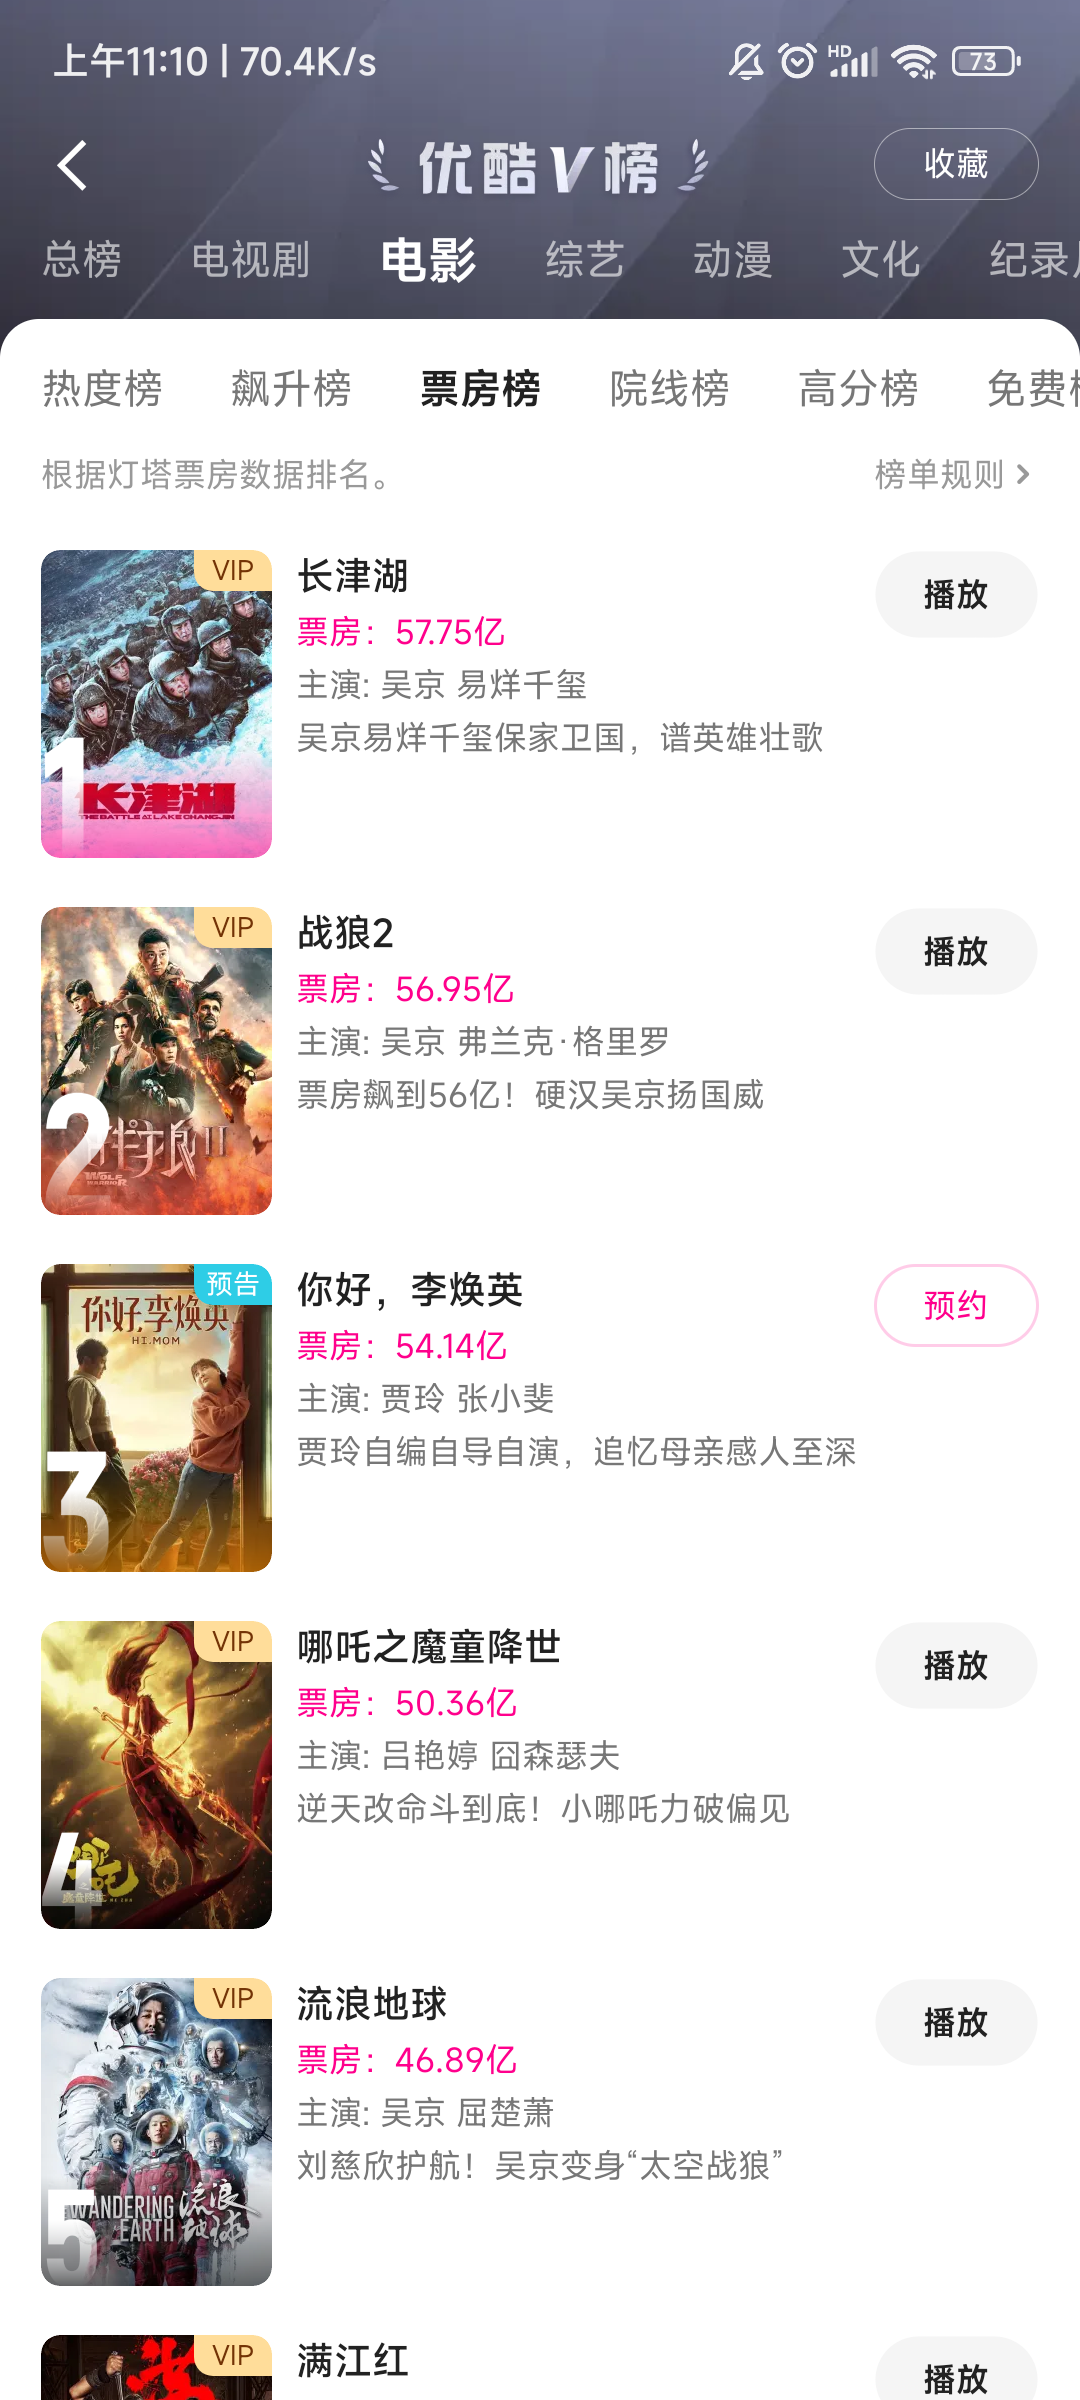 上午11:10 | 70.4K/s
HD
73
优酷V榜
收藏
总榜 电视剧 电影 综艺 动漫 文化 纪录
热度榜 飙升榜 票房榜 院线榜 高分榜 免费
根据灯塔票房数据排名。
榜单规则
VIP
长津湖
THE BATTLE AT LAKE CHANGJIN
1
长津湖
票房：57.75亿
主演: 吴京 易烊千玺
吴京易烊千玺保家卫国，谱英雄壮歌
播放
VIP
战狼II
WOLF WARRIOR
2
战狼2
票房：56.95亿
主演: 吴京 弗兰克·格里罗
票房飙到56亿！硬汉吴京扬国威
播放
预告
你好,李焕英
HI,MOM
3
你好，李焕英
票房：54.14亿
主演: 贾玲 张小斐
贾玲自编自导自演，追忆母亲感人至深
预约
VIP
哪吒
4
哪吒之魔童降世
票房：50.36亿
主演: 吕艳婷 囧森瑟夫
逆天改命斗到底！小哪吒力破偏见
播放
VIP
WANDERING
EARTH
流浪
地球
5
流浪地球
票房：46.89亿
主演: 吴京 屈楚萧
刘慈欣护航！吴京变身“太空战狼”
播放
VIP
满江红
播放